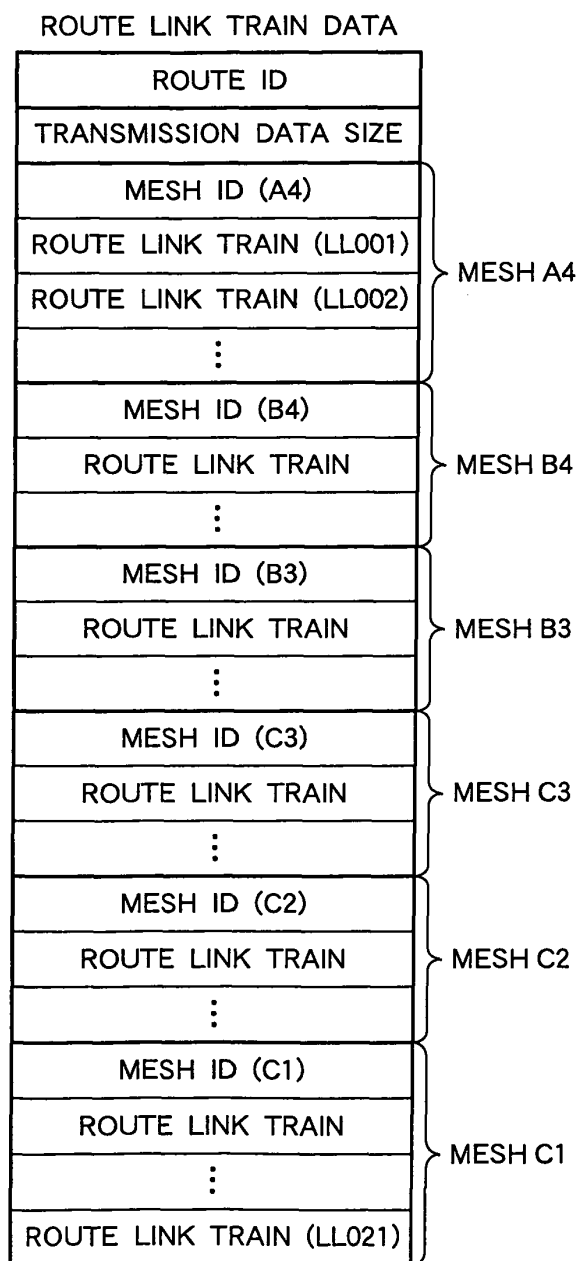 ROUTE LINK TRAIN DATA
ROUTE ID
TRANSMISSION DATA SIZE
MESH ID (A4)
ROUTE LINK TRAIN (LL001)
MESH A4
ROUTE LINK TRAIN (LL002)
⋮
MESH ID (B4)
ROUTE LINK TRAIN
MESH B4
⋮
MESH ID (B3)
ROUTE LINK TRAIN
MESH B3
⋮
MESH ID (C3)
ROUTE LINK TRAIN
MESH C3
⋮
MESH ID (C2)
ROUTE LINK TRAIN
MESH C2
⋮
MESH ID (C1)
ROUTE LINK TRAIN
MESH C1
⋮
ROUTE LINK TRAIN (LL021)